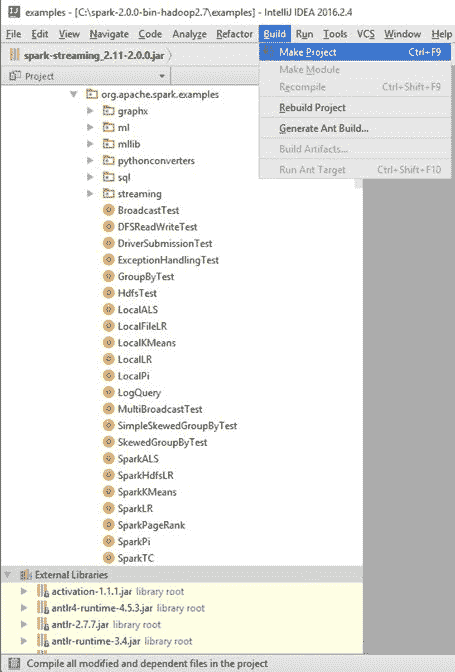 examples - [C:\spark-2.0.0-bin-hadoop2.7\examples] - IntelliJ IDEA 2016.2.4
File Edit View Navigate Code Analyze Refactor Build Run Tools VCS Window Help
spark-streaming_2.11-2.0.0.jar
Make Project Ctrl+F9
Project
Make Module
Recompile Ctrl+Shift+F9
Rebuild Project
Generate Ant Build...
Build Artifacts...
Run Ant Target Ctrl+Shift+F10
org.apache.spark.examples
graphx
ml
mllib
pythonconverters
sql
streaming
BroadcastTest
DFSReadWriteTest
DriverSubmissionTest
ExceptionHandlingTest
GroupByTest
HdfsTest
LocalALS
LocalFileLR
LocalKMeans
LocalLR
LocalPi
LogQuery
MultiBroadcastTest
SimpleSkewedGroupByTest
SkewedGroupByTest
SparkALS
SparkHdfsLR
SparkKMeans
SparkLR
SparkPageRank
SparkPi
SparkTC
External Libraries
activation-1.1.1.jar library root
antlr4-runtime-4.5.3.jar library root
antlr-2.7.7.jar library root
antlr-runtime-3.4.jar library root
Compile all modified and dependent files in the project